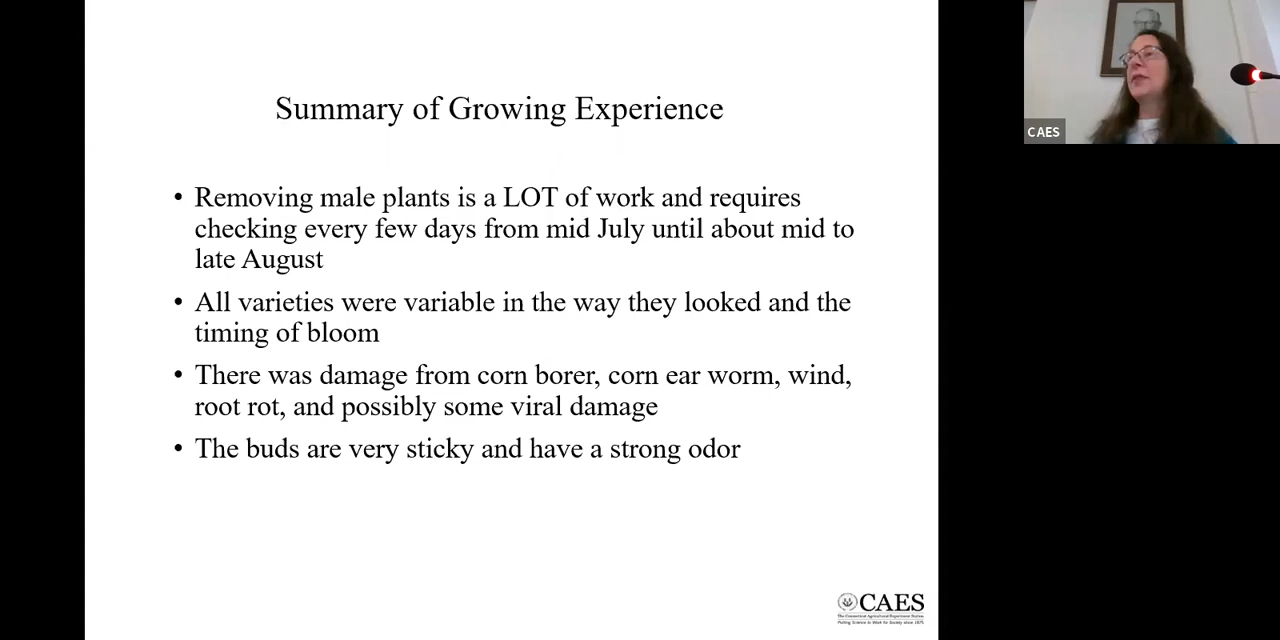 Summary of Growing Experience
• Removing male plants is a LOT of work and requires
checking every few days from mid July until about mid to
late August
• All varieties were variable in the way they looked and the
timing of bloom
• There was damage from corn borer, corn ear worm, wind,
root rot, and possibly some viral damage
• The buds are very sticky and have a strong odor
CAES
The Connecticut Agricultural Experiment Station
Putting Science to Work for Society since 1875
CAES